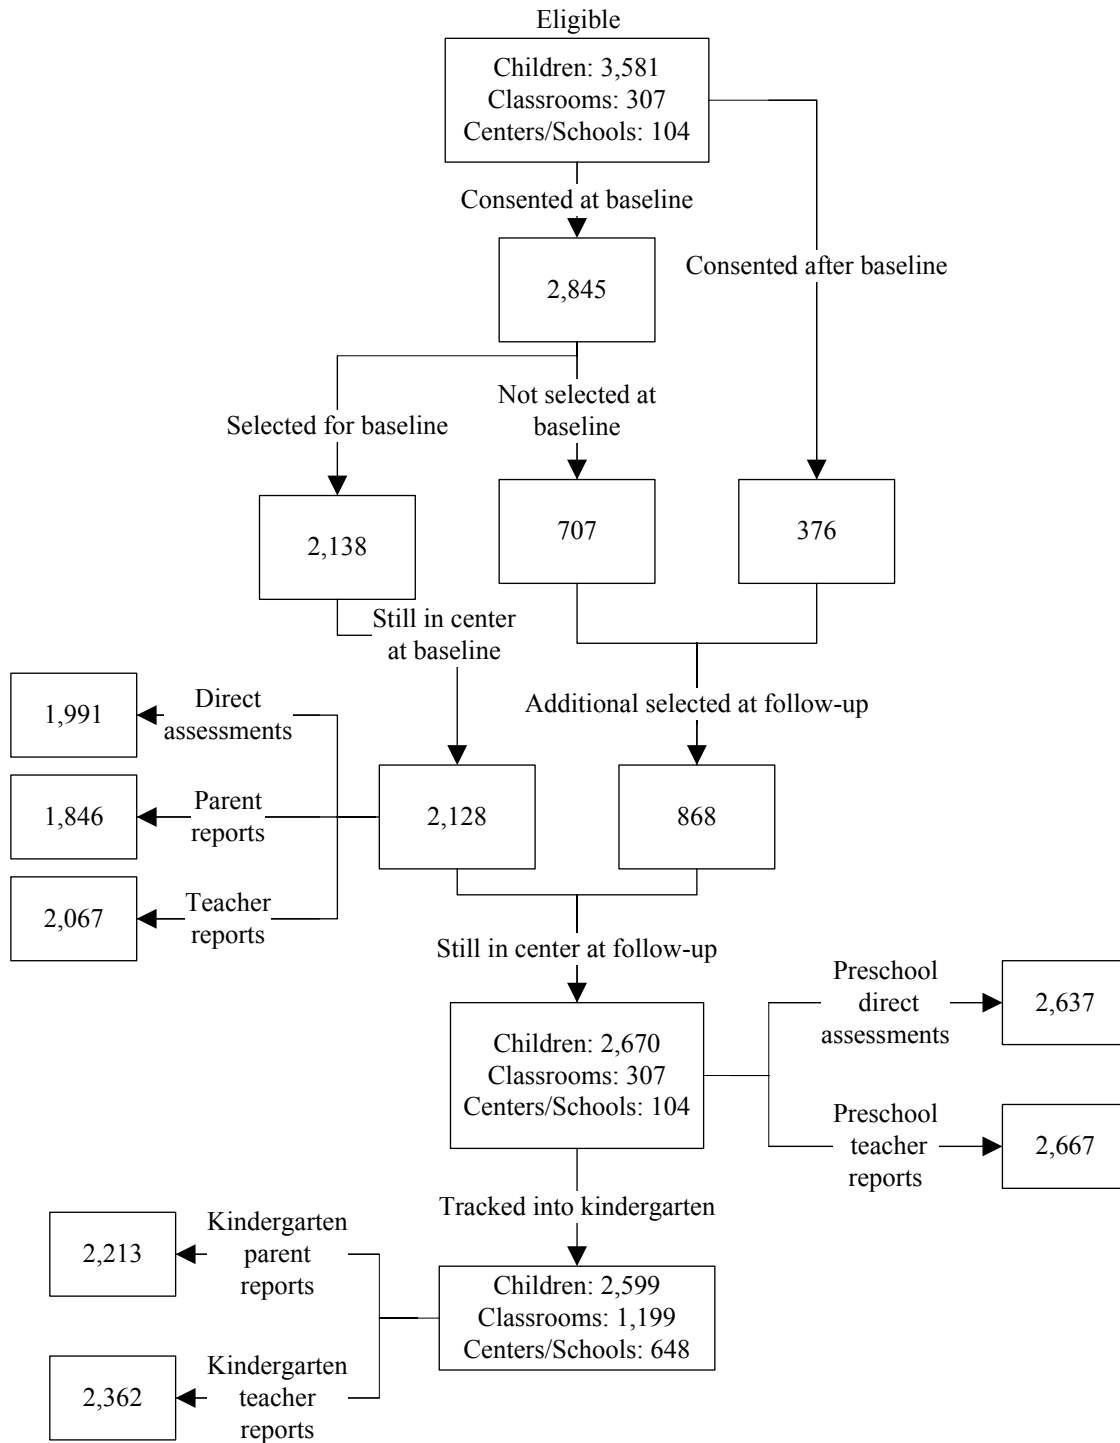 Eligible
Children: 3,581
Classrooms: 307
Centers/Schools: 104
Consented at baseline
Consented after baseline
2,845
Not selected at
baseline
Selected for baseline
2,138
707
376
Still in center
at baseline
Additional selected at follow-up
1,991
Direct
assessments
1,846
Parent
reports
2,128
868
2,067
Teacher
reports
Still in center at follow-up
Preschool
direct
assessments
2,637
Children: 2,670
Classrooms: 307
Centers/Schools: 104
Preschool
teacher
reports
2,667
Tracked into kindergarten
2,213
Kindergarten
parent
reports
Children: 2,599
Classrooms: 1,199
Centers/Schools: 648
2,362
Kindergarten
teacher
reports